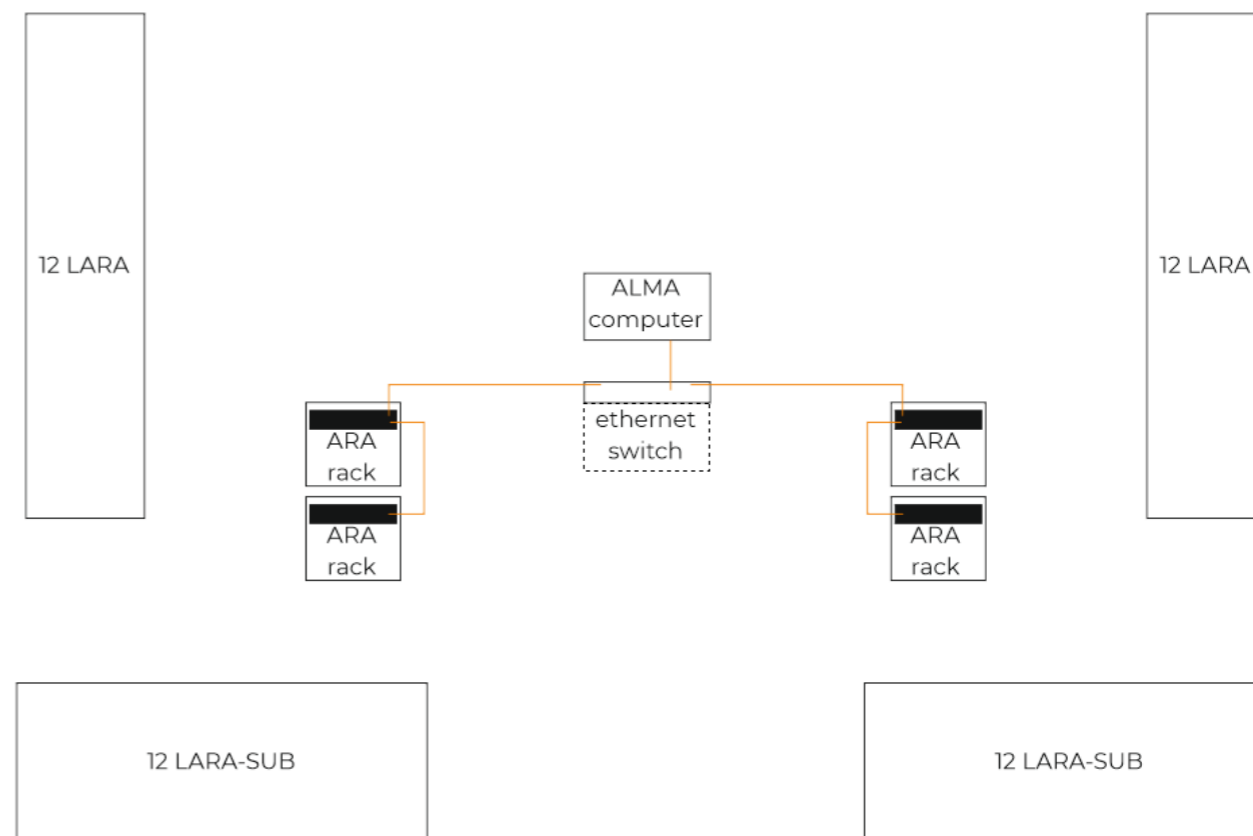 12 LARA
12 LARA
ALMA
computer
ethernet
switch
ARA
rack
ARA
rack
ARA
rack
ARA
rack
12 LARA-SUB
12 LARA-SUB